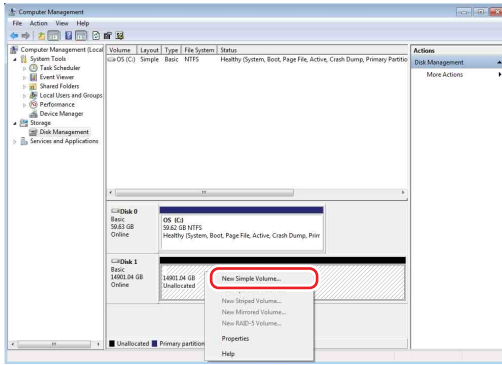 Computer Management
File Action View Help
Computer Management (Local
System Tools
Task Scheduler
Event Viewer
Shared Folders
Local Users and Groups
Performance
Device Manager
Storage
Disk Management
Services and Applications
Volume Layout Type File System Status
OS (C:) Simple Basic NTFS Healthy (System, Boot, Page File, Active, Crash Dump, Primary Partitio
Actions
Disk Management
More Actions
Disk 0
Basic
59.63 GB
Online
OS (C:)
59.62 GB NTFS
Healthy (System, Boot, Page File, Active, Crash Dump, Prim
Disk 1
Basic
14901.04 GB
Online
14901.04 GB
Unallocated
New Simple Volume...
New Striped Volume...
New Mirrored Volume...
New RAID-5 Volume...
Properties
Help
Unallocated Primary partition